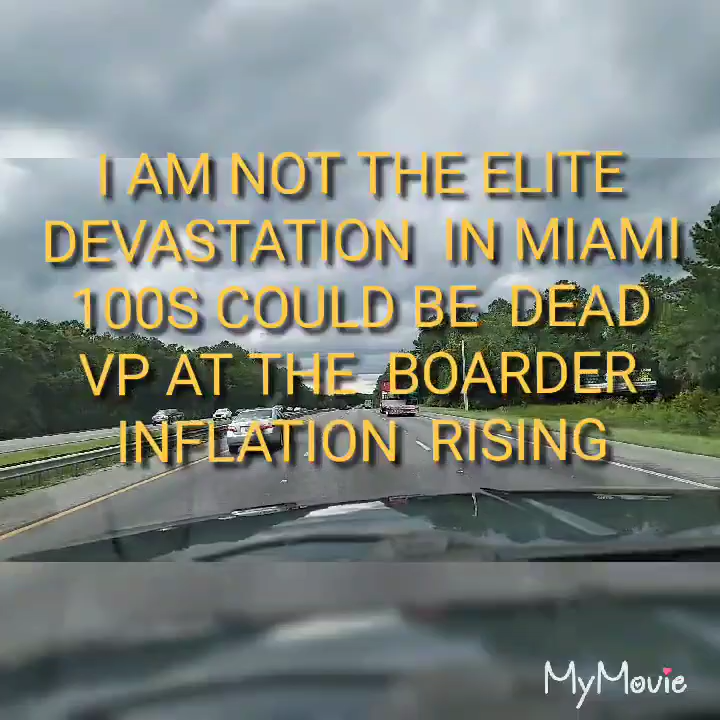 I AM NOT THE ELITE
DEVASTATION IN MIAMI
100S COULD BE DEAD
VP AT THE BOARDER
INFLATION RISING
MyMovie